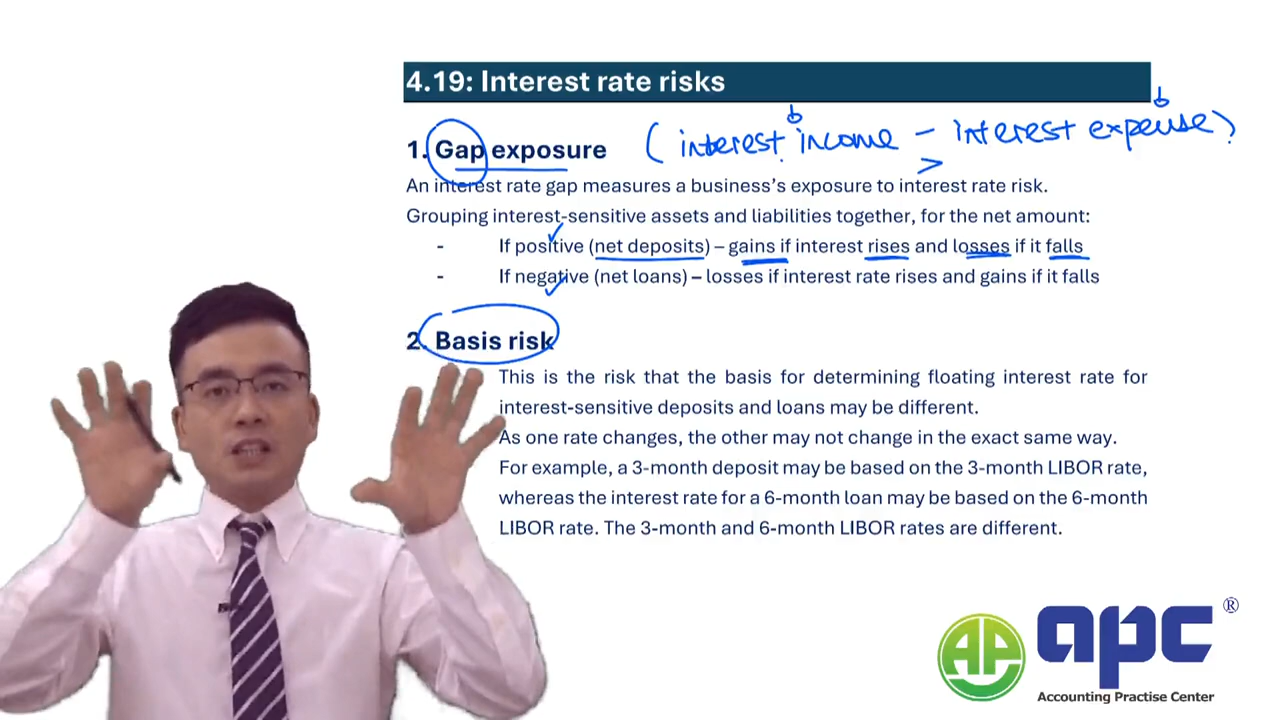 4.19: Interest rate risks
1. Gap exposure (interest income – interest expense)
>
An interest rate gap measures a business's exposure to interest rate risk.
Grouping interest-sensitive assets and liabilities together, for the net amount:
- If positive (net deposits) – gains if interest rises and losses if it falls
- If negative (net loans) – losses if interest rate rises and gains if it falls
2. Basis risk
This is the risk that the basis for determining floating interest rate for
interest-sensitive deposits and loans may be different.
As one rate changes, the other may not change in the exact same way.
For example, a 3-month deposit may be based on the 3-month LIBOR rate,
whereas the interest rate for a 6-month loan may be based on the 6-month
LIBOR rate. The 3-month and 6-month LIBOR rates are different.
AP apc ®
Accounting Practise Center